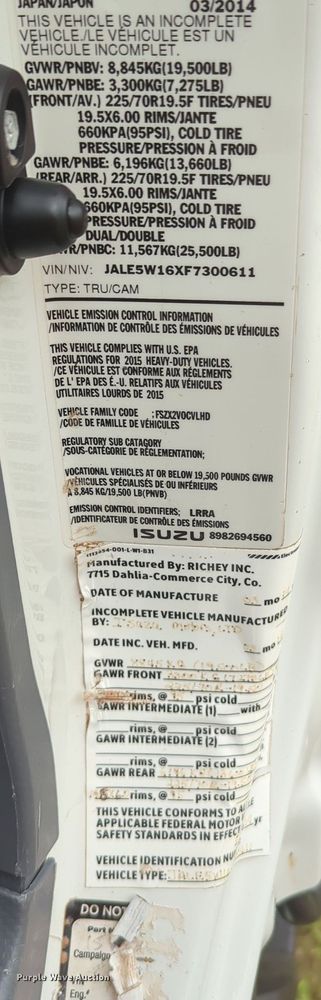 JAPAN/JAPON 03/2014
THIS VEHICLE IS AN INCOMPLETE
VEHICLE./LE VÉHICULE EST UN
VÉHICULE INCOMPLET.
GVWR/PNBV: 8,845KG(19,500LB)
GAWR/PNBE: 3,300KG(7,275LB)
(FRONT/AV.) 225/70R19.5F TIRES/PNEU
19.5X6.00 RIMS/JANTE
660KPA(95PSI), COLD TIRE
PRESSURE/PRESSION À FROID
GAWR/PNBE: 6,196KG(13,660LB)
(REAR/ARR.) 225/70R19.5F TIRES/PNEU
19.5X6.00 RIMS/JANTE
660KPA(95PSI), COLD TIRE
PRESSURE/PRESSION À FROID
DUAL/DOUBLE
WR/PNBC: 11,567KG(25,500LB)
VIN/NIV: JALE5W16XF7300611
TYPE: TRU/CAM
VEHICLE EMISSION CONTROL INFORMATION
/INFORMATION DE CONTRÔLE DES ÉMISSIONS DE VÉHICULES
THIS VEHICLE COMPLIES WITH U.S. EPA
REGULATIONS FOR 2015 HEAVY-DUTY VEHICLES.
/CE VÉHICULE EST CONFORME AUX RÈGLEMENTS
DE L' EPA DES É.-U. RELATIFS AUX VÉHICULES
UTILITAIRES LOURDS DE 2015
VEHICLE FAMILY CODE : FSZX2VOCVLHD
/CODE DE FAMILLE DE VÉHICULES
REGULATORY SUB CATAGORY
/SOUS-CATÉGORIE DE RÉGLEMENTATION;
VOCATIONAL VEHICLES AT OR BELOW 19,500 POUNDS GVWR
/VÉHICULES SPÉCIALISÉS DE OU INFÉRIEURS
À 8,845 KG/19,500 LB(PNVB)
EMISSION CONTROL IDENTIFIERS; LRRA
/IDENTIFICATEUR DE CONTRÔLE DES ÉMISSIONS
ISUZU 8982694560
Manufactured By: RICHEY INC.
7715 Dahlia-Commerce City, Co.
DATE OF MANUFACTURE mo
INCOMPLETE VEHICLE MANUFACTURED
BY:
DATE INC. VEH. MFD. mo
GVWR
GAWR FRONT
rims, @ psi cold
GAWR INTERMEDIATE (1) with
rims, @ psi cold
GAWR INTERMEDIATE (2)
rims, @ psi cold
GAWR REAR
rims, @ psi cold
THIS VEHICLE CONFORMS TO
APPLICABLE FEDERAL MOTOR
SAFETY STANDARDS IN EFFECT
VEHICLE IDENTIFICATION
VEHICLE TYPE:
DO NO
Part
Campaign
Yr.
Eng.
Purple Wave Auction